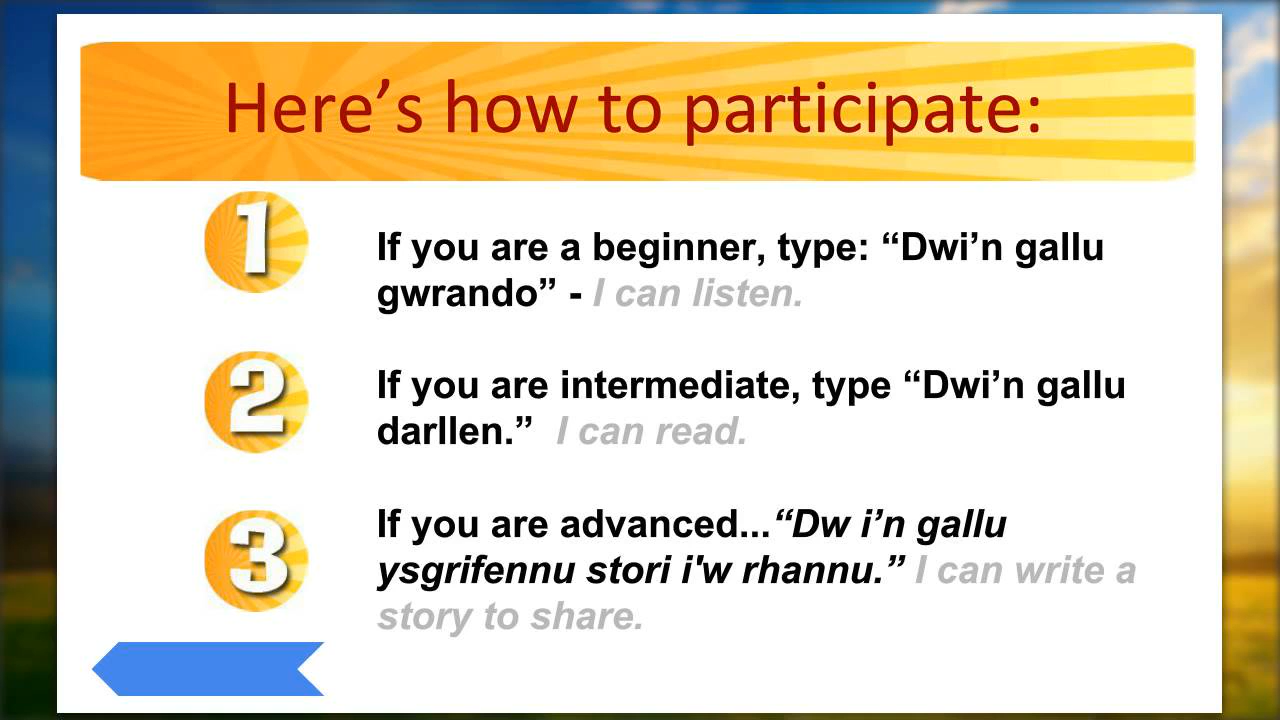 Here’s how to participate:
1
If you are a beginner, type: “Dwi’n gallu
gwrando” - I can listen.
2
If you are intermediate, type “Dwi’n gallu
darllen.”  I can read.
3
If you are advanced...“Dw i’n gallu
ysgrifennu stori i'w rhannu.” I can write a
story to share.